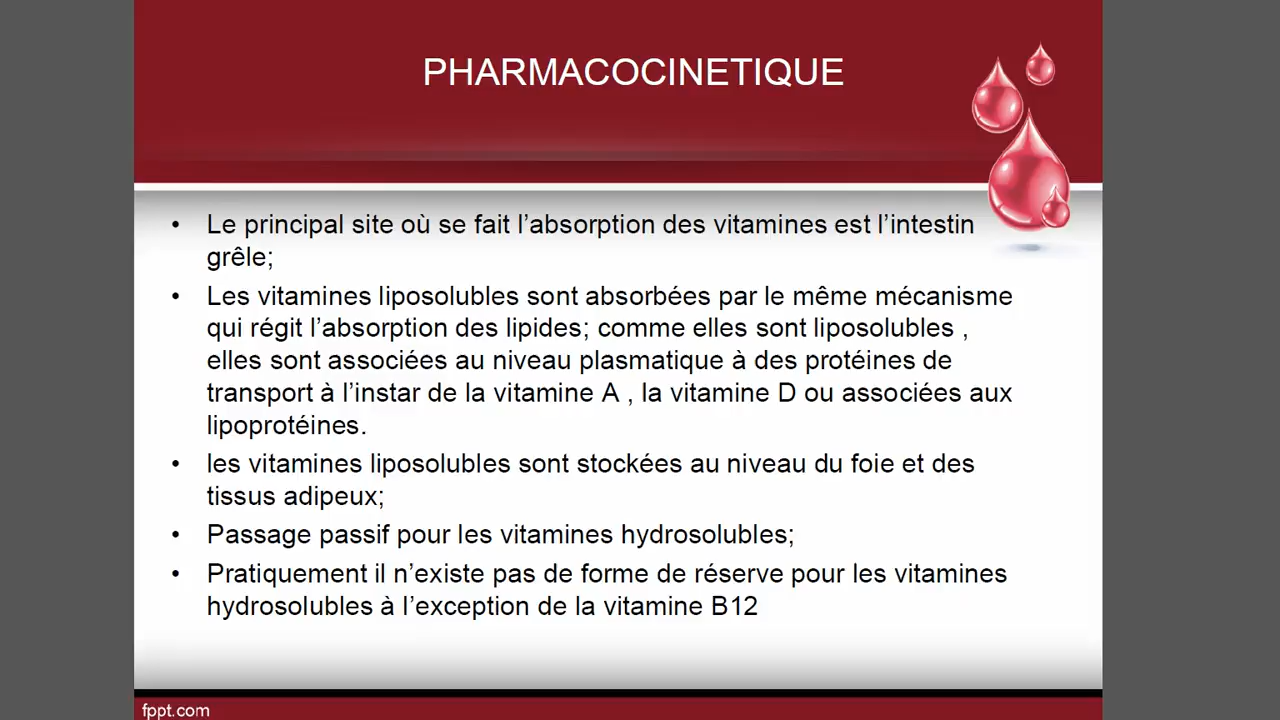 PHARMACOCINETIQUE
• Le principal site où se fait l’absorption des vitamines est l’intestin
grêle;
• Les vitamines liposolubles sont absorbées par le même mécanisme
qui régit l’absorption des lipides; comme elles sont liposolubles ,
elles sont associées au niveau plasmatique à des protéines de
transport à l’instar de la vitamine A , la vitamine D ou associées aux
lipoprotéines.
• les vitamines liposolubles sont stockées au niveau du foie et des
tissus adipeux;
• Passage passif pour les vitamines hydrosolubles;
• Pratiquement il n’existe pas de forme de réserve pour les vitamines
hydrosolubles à l’exception de la vitamine B12
fppt.com